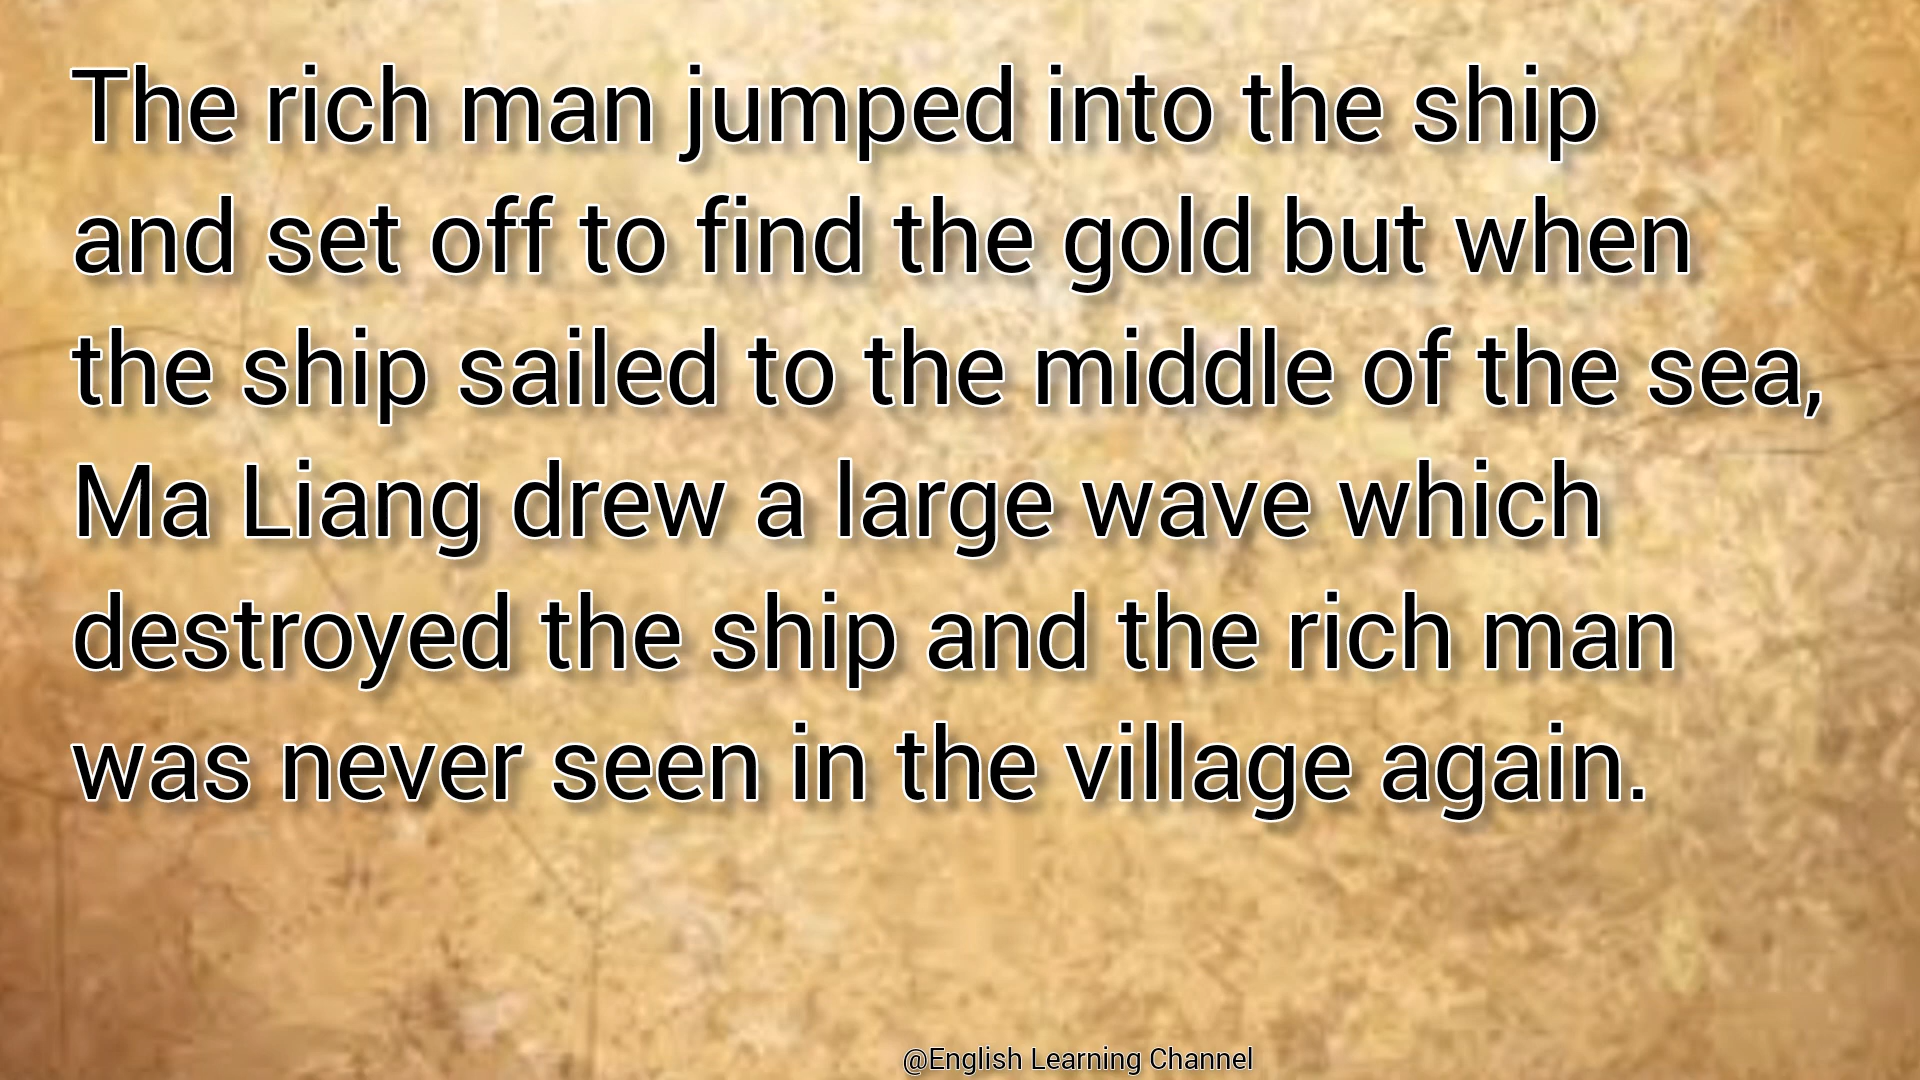 The rich man jumped into the ship
and set off to find the gold but when
the ship sailed to the middle of the sea,
Ma Liang drew a large wave which
destroyed the ship and the rich man
was never seen in the village again.
@English Learning Channel